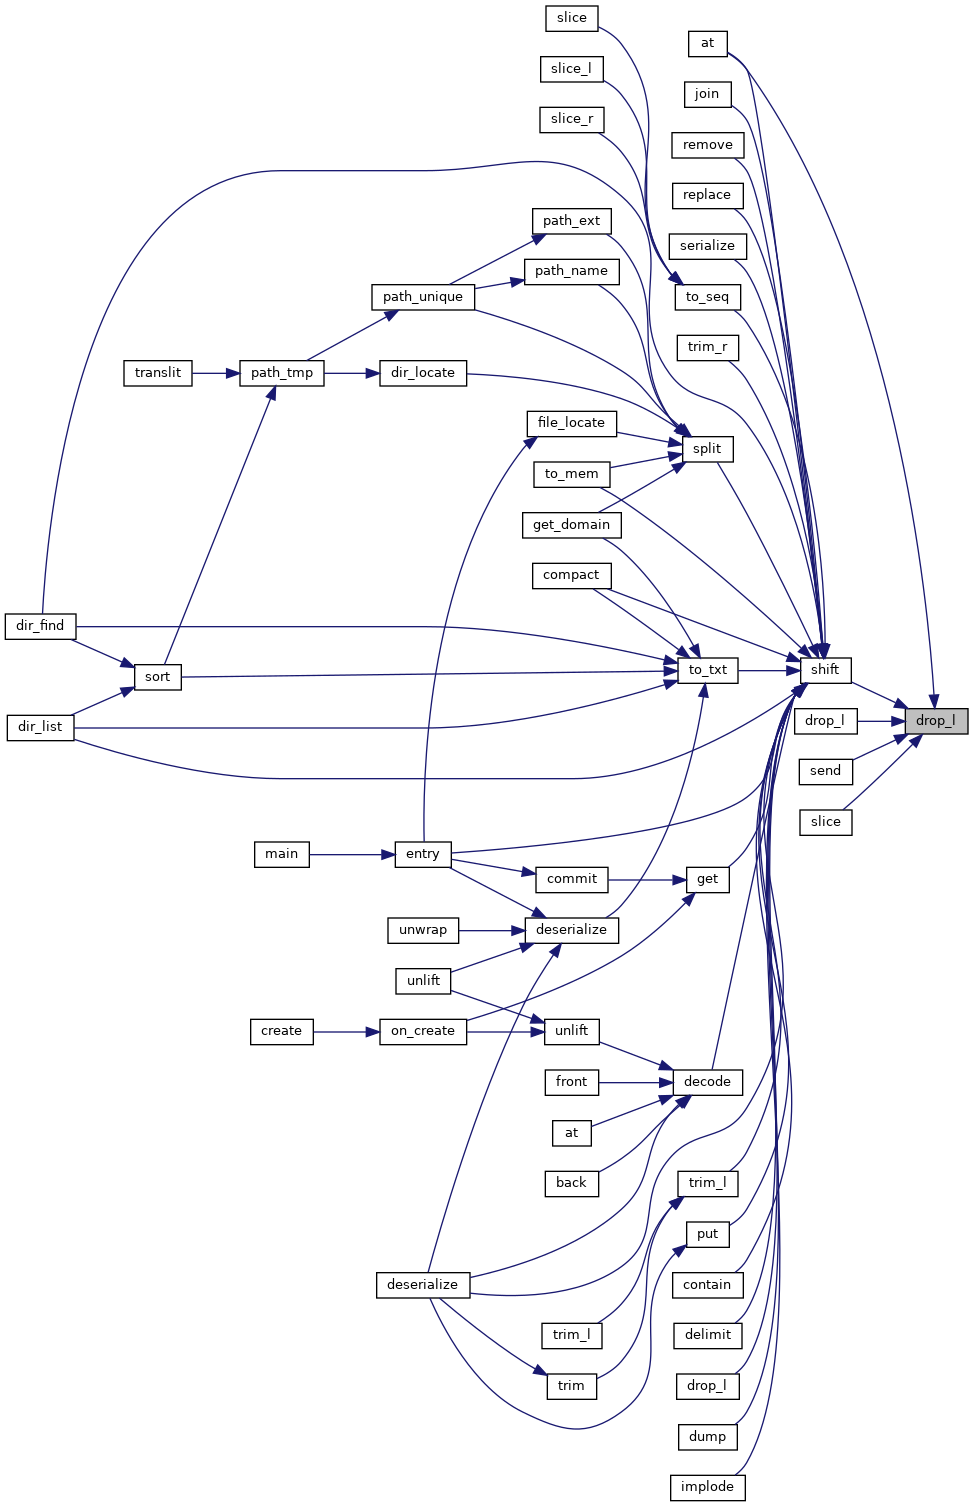 slice
at
slice_l
join
slice_r
remove
replace
path_ext
serialize
path_name
path_unique
to_seq
trim_r
translit
path_tmp
dir_locate
file_locate
split
to_mem
get_domain
compact
dir_find
sort
to_txt
shift
drop_l
drop_l
dir_list
send
slice
main
entry
commit
get
unwrap
deserialize
unlift
create
on_create
unlift
front
decode
at
back
trim_l
put
deserialize
contain
trim_l
delimit
trim
drop_l
dump
implode